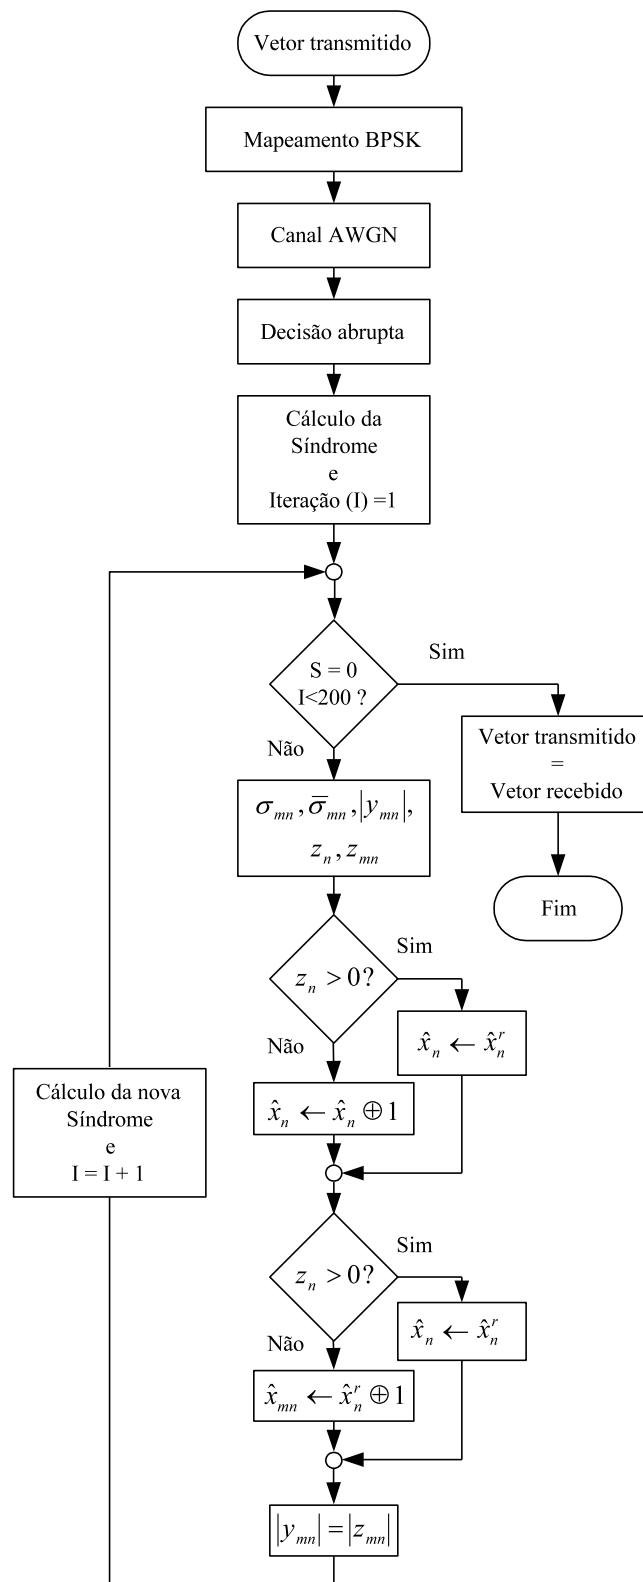 Vetor transmitido
Mapeamento BPSK
Canal AWGN
Decisão abrupta
Cálculo da
Síndrome
e
Iteração (I) =1
S = 0
I<200 ?
Sim
Não
Vetor transmitido
=
Vetor recebido
Fim
σ_mn, σ̅_mn, |y_mn|,
z_n, z_mn
z_n > 0?
Sim
Não
x̂_n ← x̂_n^r
x̂_n ← x̂_n ⊕ 1
Cálculo da nova
Síndrome
e
I = I + 1
z_n > 0?
Sim
Não
x̂_n ← x̂_n^r
x̂_mn ← x̂_n^r ⊕ 1
|y_mn| = |z_mn|